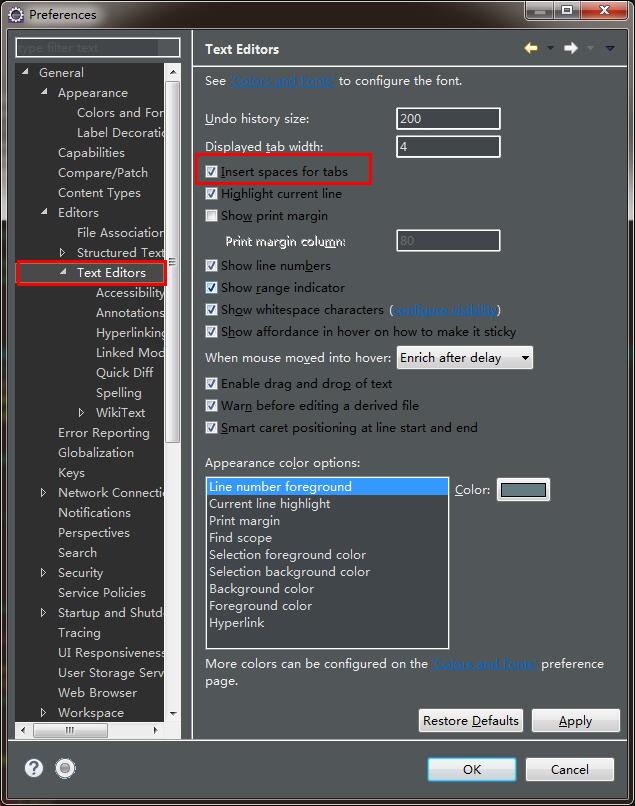 Preferences
type filter text
General
Appearance
Colors and For
Label Decoratio
Capabilities
Compare/Patch
Content Types
Editors
File Association
Structured Text
Text Editors
Accessibility
Annotations
Hyperlinking
Linked Mod
Quick Diff
Spelling
WikiText
Error Reporting
Globalization
Keys
Network Connectio
Notifications
Perspectives
Search
Security
Service Policies
Startup and Shutdo
Tracing
UI Responsiveness
User Storage Serv
Web Browser
Workspace
Text Editors
See 'Colors and Fonts' to configure the font.
Undo history size: 200
Displayed tab width: 4
Insert spaces for tabs
Highlight current line
Show print margin
Print margin column: 80
Show line numbers
Show range indicator
Show whitespace characters (configure visibility)
Show affordance in hover on how to make it sticky
When mouse moved into hover: Enrich after delay
Enable drag and drop of text
Warn before editing a derived file
Smart caret positioning at line start and end
Appearance color options:
Line number foreground
Current line highlight
Print margin
Find scope
Selection foreground color
Selection background color
Background color
Foreground color
Hyperlink
Color:
More colors can be configured on the 'Colors and Fonts' preference
page.
Restore Defaults
Apply
?
OK
Cancel